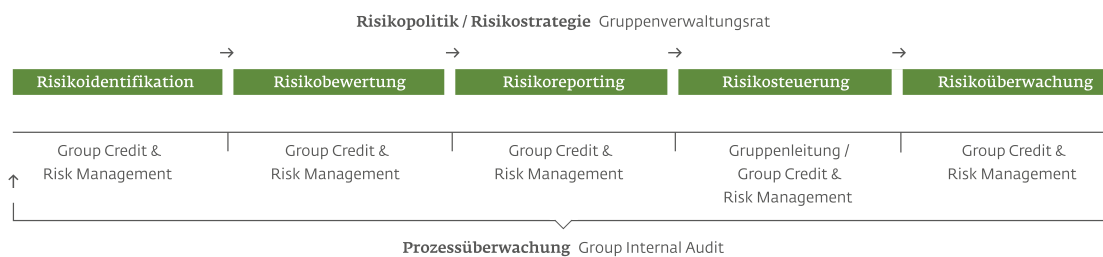 Risikopolitik / Risikostrategie Gruppenverwaltungsrat
→ → → →
Risikoidentifikation Risikobewertung Risikoreporting Risikosteuerung Risikoüberwachung
Group Credit &
Risk Management
Group Credit &
Risk Management
Group Credit &
Risk Management
Gruppenleitung /
Group Credit &
Risk Management
Group Credit &
Risk Management
Prozessüberwachung Group Internal Audit